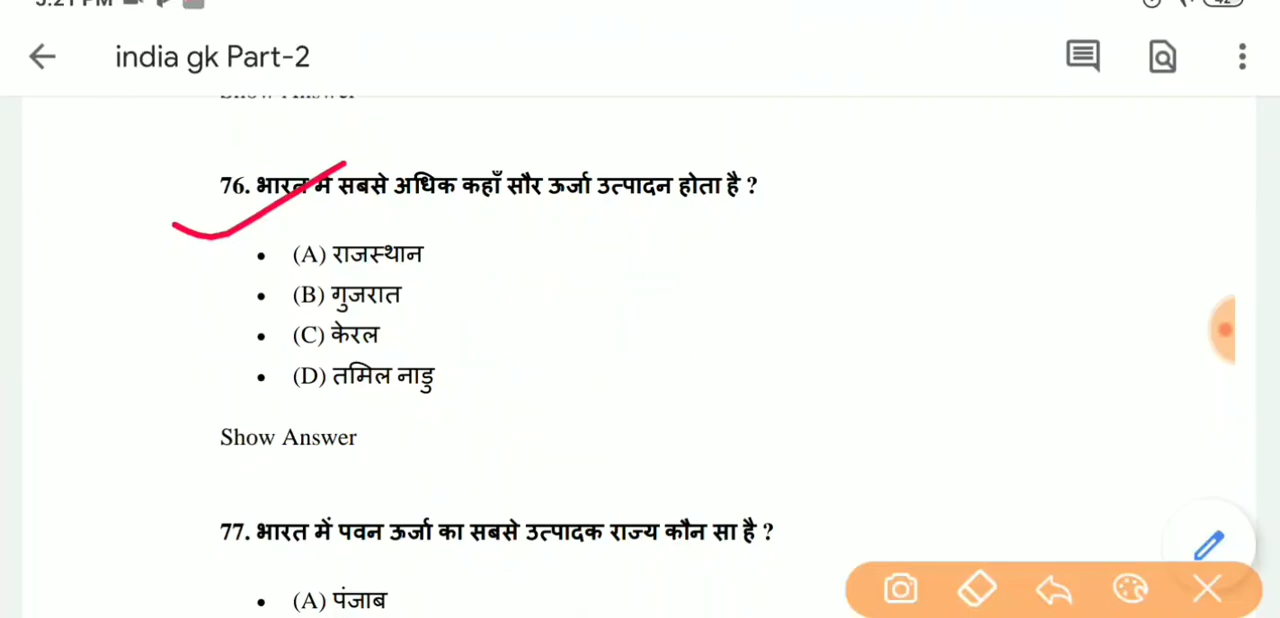 india gk Part-2
76. भारत में सबसे अधिक कहाँ सौर ऊर्जा उत्पादन होता है ?
(A) राजस्थान
(B) गुजरात
(C) केरल
(D) तमिल नाडु
Show Answer
77. भारत में पवन ऊर्जा का सबसे उत्पादक राज्य कौन सा है ?
(A) पंजाब